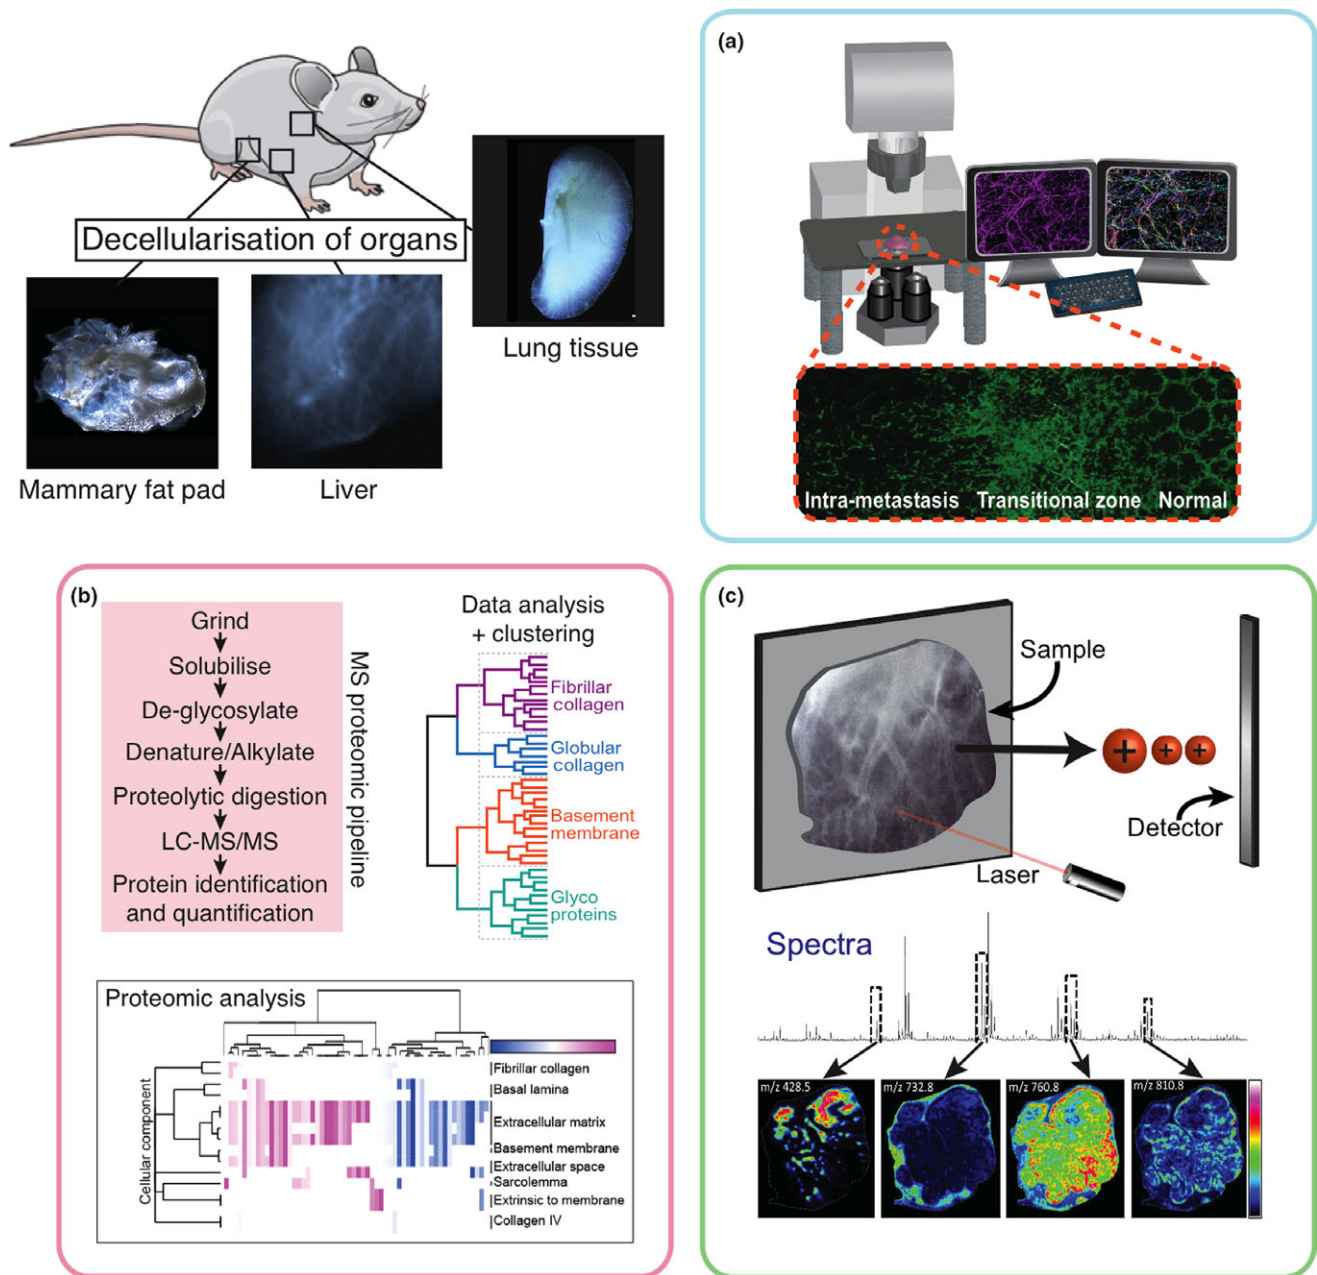 Decellularisation of organs
Lung tissue
Mammary fat pad
Liver
(a)
Intra-metastasis
Transitional zone
Normal
(b)
Grind
Solubilise
De-glycosylate
Denature/Alkylate
Proteolytic digestion
LC-MS/MS
Protein identification
and quantification
MS proteomic pipeline
Data analysis
+ clustering
Fibrillar
collagen
Globular
collagen
Basement
membrane
Glyco
proteins
Proteomic analysis
Cellular component
Fibrillar collagen
Basal lamina
Extracellular matrix
Basement membrane
Extracellular space
Sarcolemma
Extrinsic to membrane
Collagen IV
(c)
Sample
+ + +
Detector
Laser
Spectra
m/z 428.5
m/z 732.8
m/z 760.8
m/z 810.8